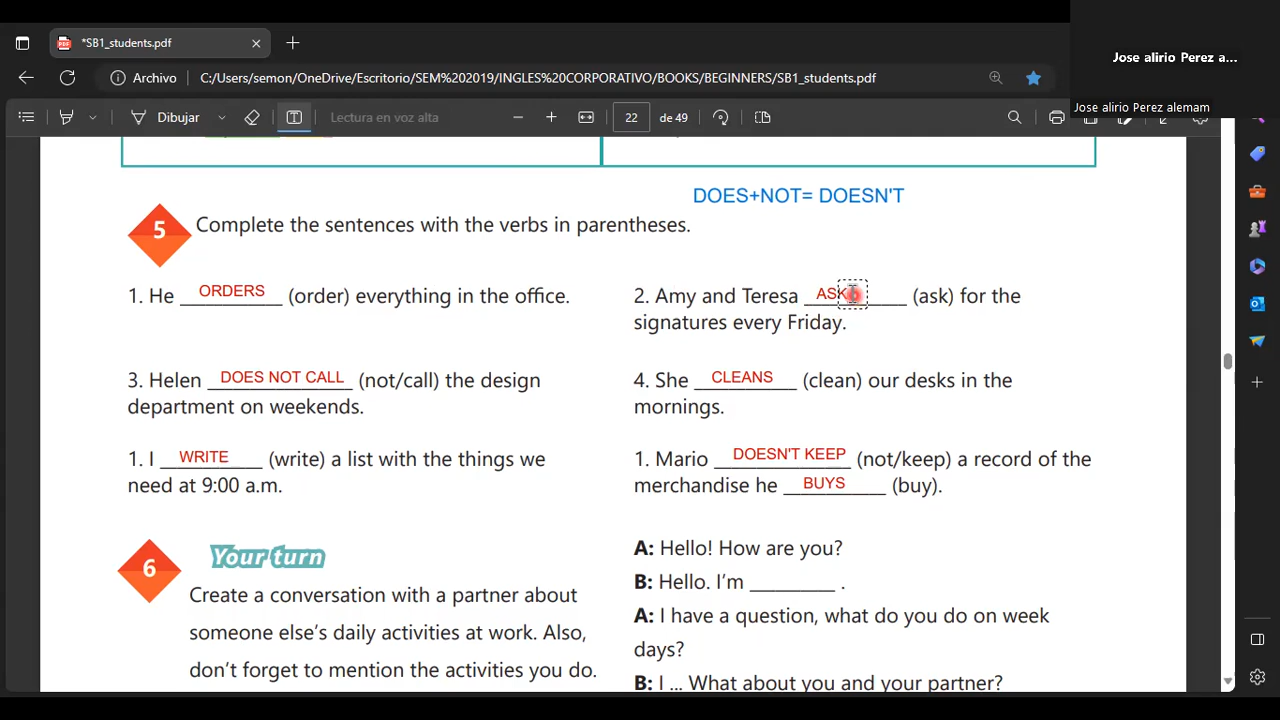 Jose alirio Perez a...
Jose alirio Perez alemam
*SB1_students.pdf
Archivo C:/Users/semon/OneDrive/Escritorio/SEM%202019/INGLES%20CORPORATIVO/BOOKS/BEGINNERS/SB1_students.pdf
Dibujar Lectura en voz alta 22 de 49
DOES+NOT= DOESN'T
5 Complete the sentences with the verbs in parentheses.
1. He ORDERS (order) everything in the office.
2. Amy and Teresa ASK (ask) for the
signatures every Friday.
3. Helen DOES NOT CALL (not/call) the design
department on weekends.
4. She CLEANS (clean) our desks in the
mornings.
1. I WRITE (write) a list with the things we
need at 9:00 a.m.
1. Mario DOESN'T KEEP (not/keep) a record of the
merchandise he BUYS (buy).
6 Your turn
Create a conversation with a partner about
someone else's daily activities at work. Also,
don't forget to mention the activities you do.
A: Hello! How are you?
B: Hello. I'm _________ .
A: I have a question, what do you do on week
days?
B: I ... What about you and your partner?